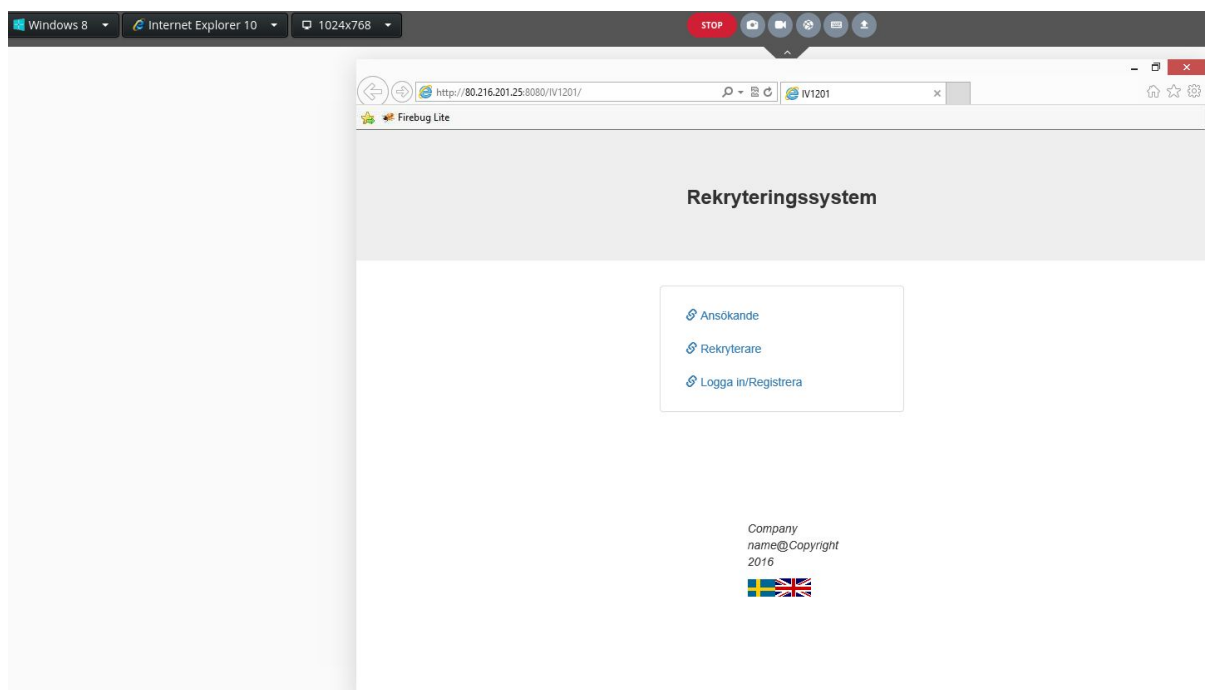 Windows 8 Internet Explorer 10 1024x768 STOP
http://80.216.201.25:8080/IV1201/ IV1201
Firebug Lite
Rekryteringssystem
Ansökande
Rekryterare
Logga in/Registrera
Company
name@Copyright
2016